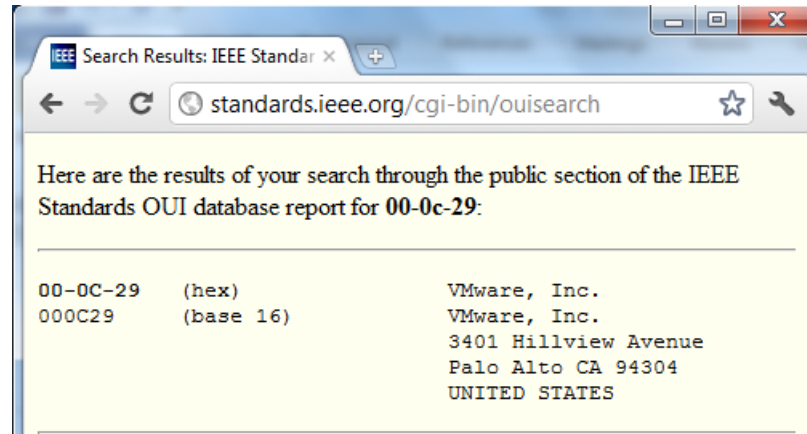 IEEE Search Results: IEEE Standar
standards.ieee.org/cgi-bin/ouisearch
Here are the results of your search through the public section of the IEEE
Standards OUI database report for 00-0c-29:
00-0C-29 (hex) VMware, Inc.
000C29 (base 16) VMware, Inc.
3401 Hillview Avenue
Palo Alto CA 94304
UNITED STATES